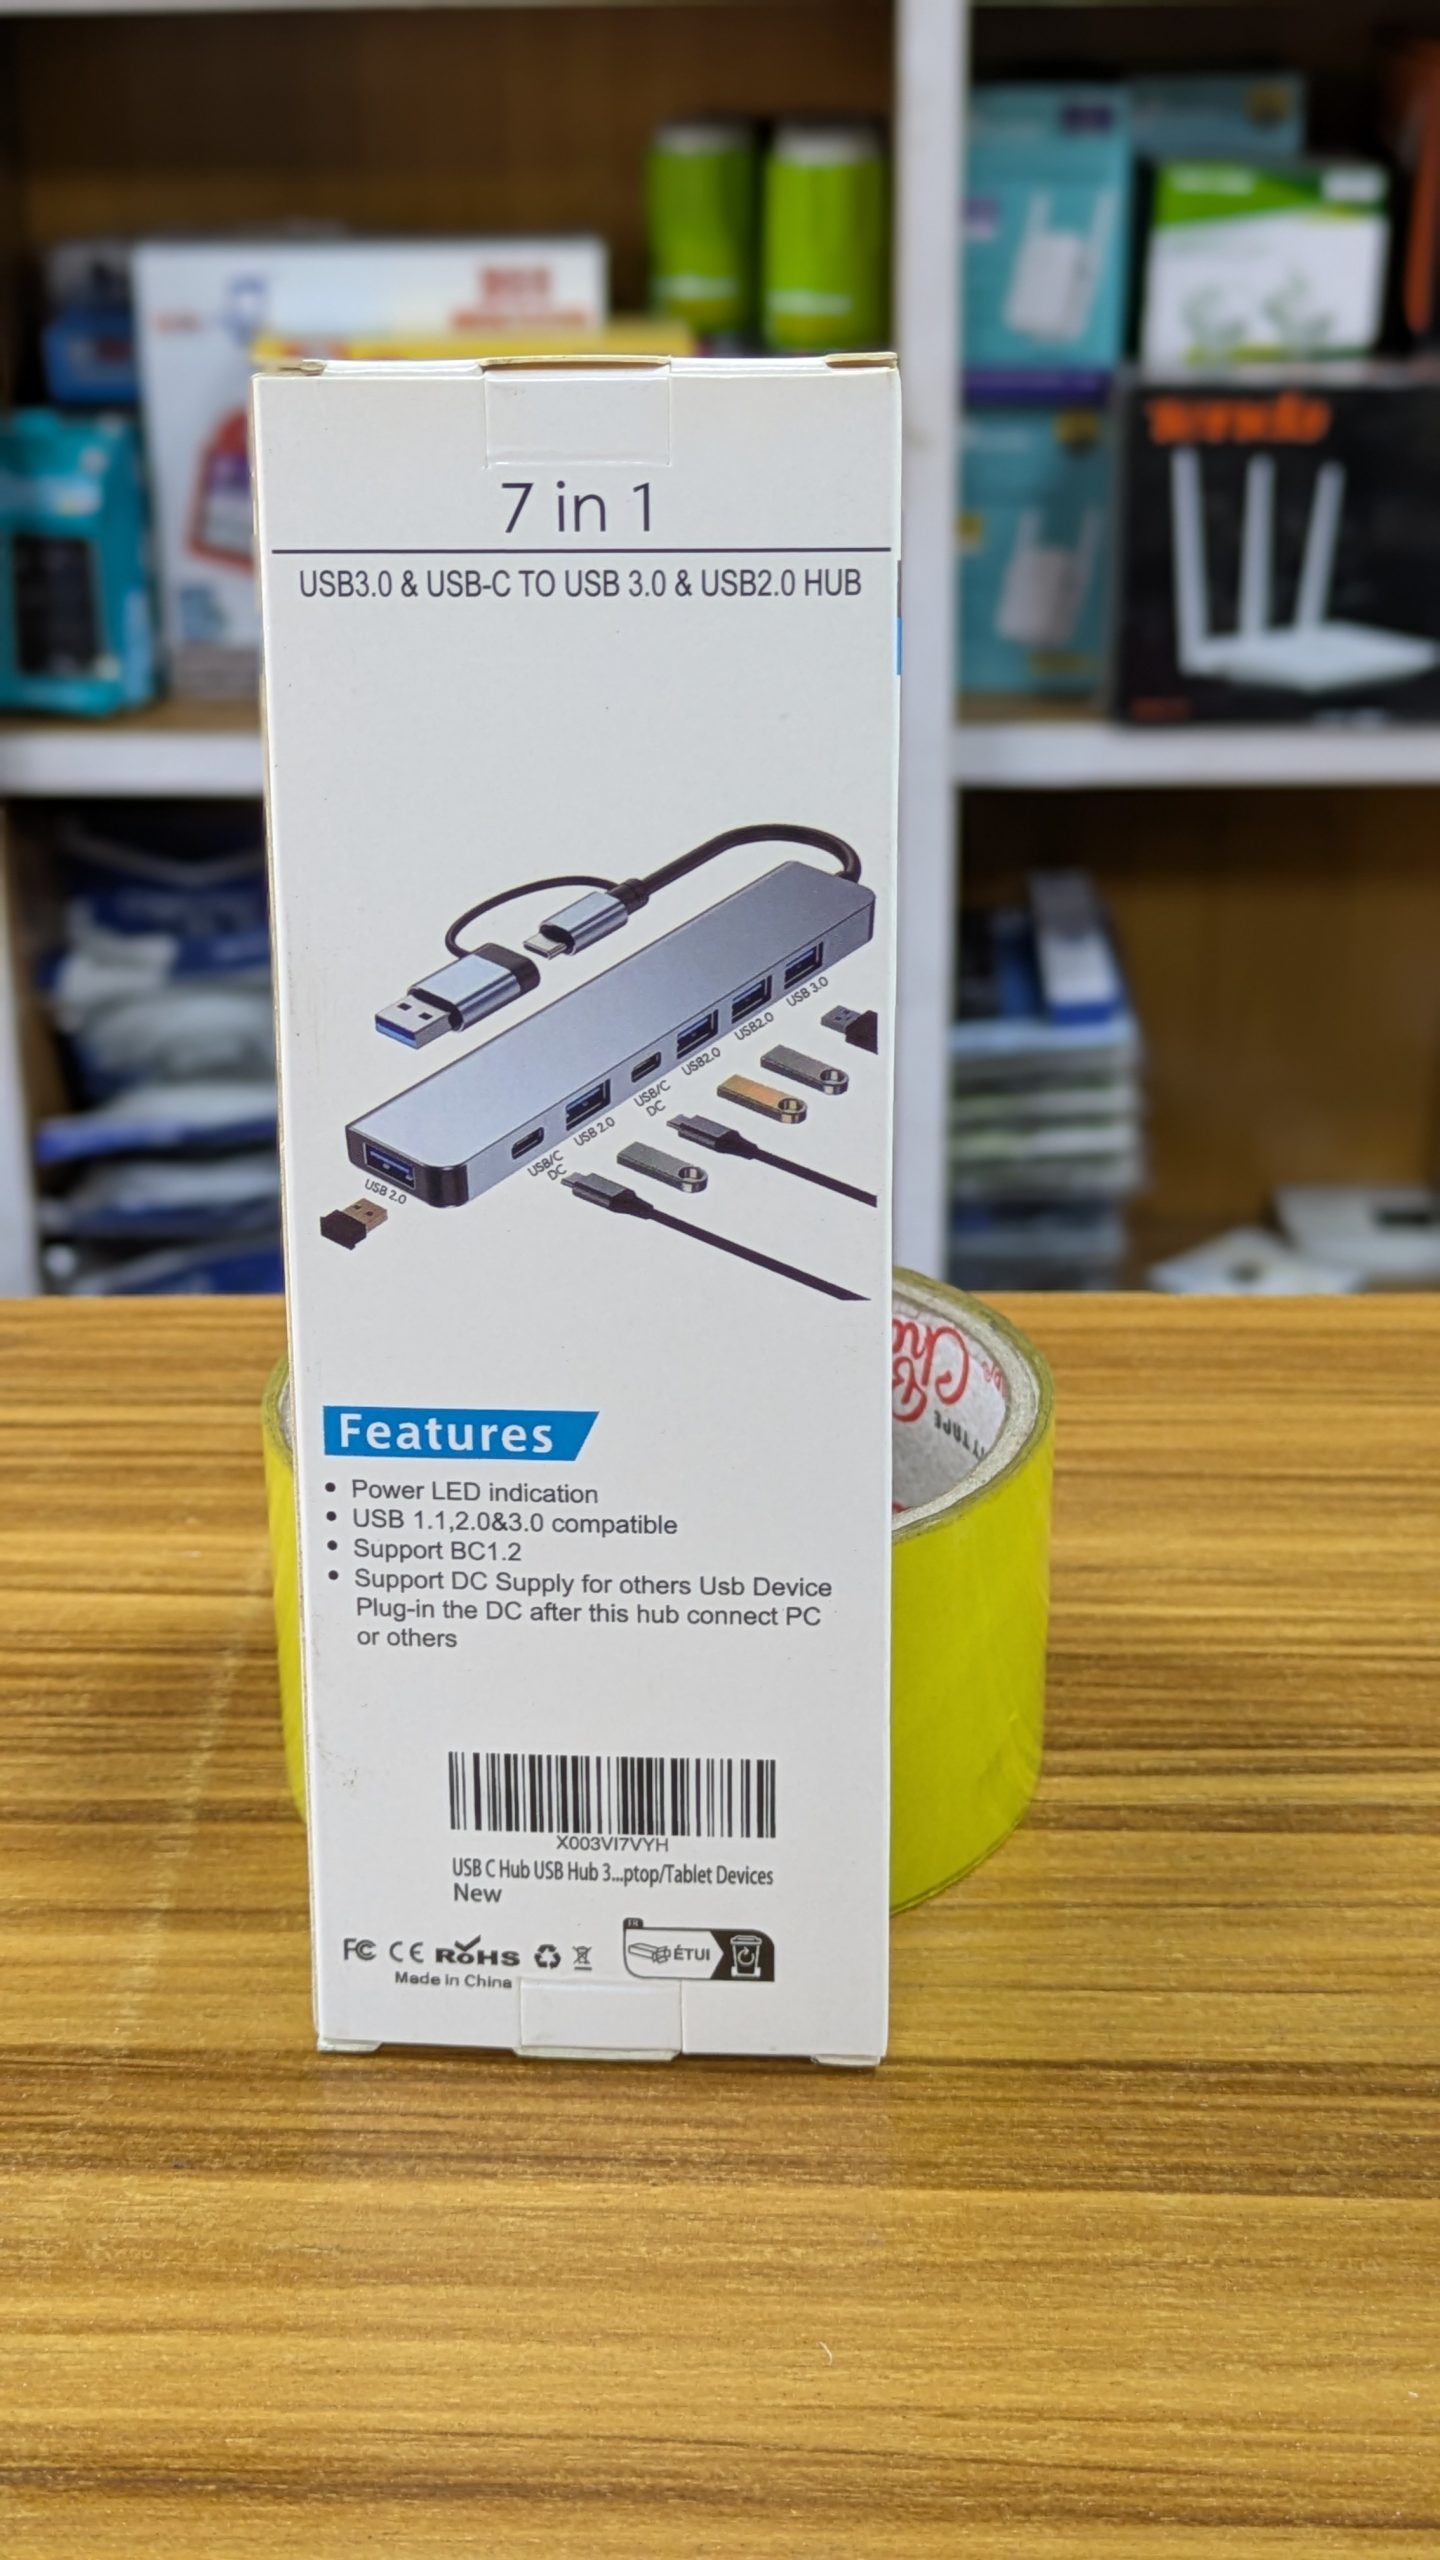 7 in 1
USB3.0 & USB-C TO USB 3.0 & USB2.0 HUB
USB 3.0
USB2.0
USB2.0
USB/C
DC
USB 2.0
USB/C
DC
USB 2.0
Features
• Power LED indication
• USB 1.1,2.0&3.0 compatible
• Support BC1.2
• Support DC Supply for others Usb Device
Plug-in the DC after this hub connect PC
or others
X003VI7VYH
USB C Hub USB Hub 3...ptop/Tablet Devices
New
FC CE RoHS
Made in China
FR
ÉTUI
Tenda